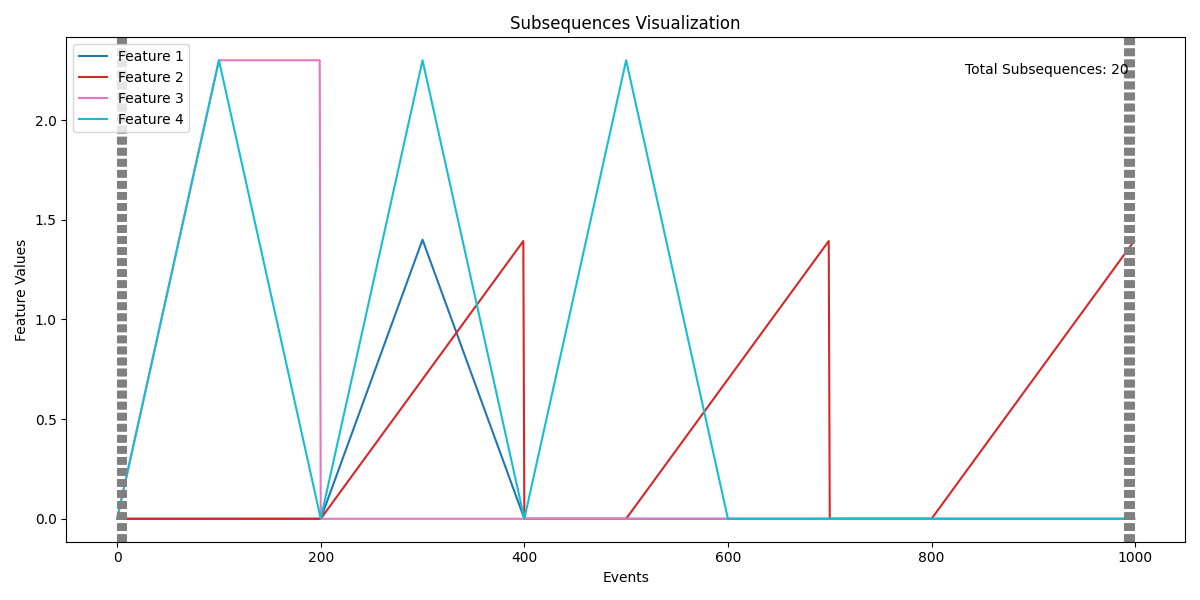 Subsequences Visualization
Feature 1
Feature 2
Feature 3
Feature 4
Total Subsequences: 20
Feature Values
2.0
1.5
1.0
0.5
0.0
0
200
400
600
800
1000
Events